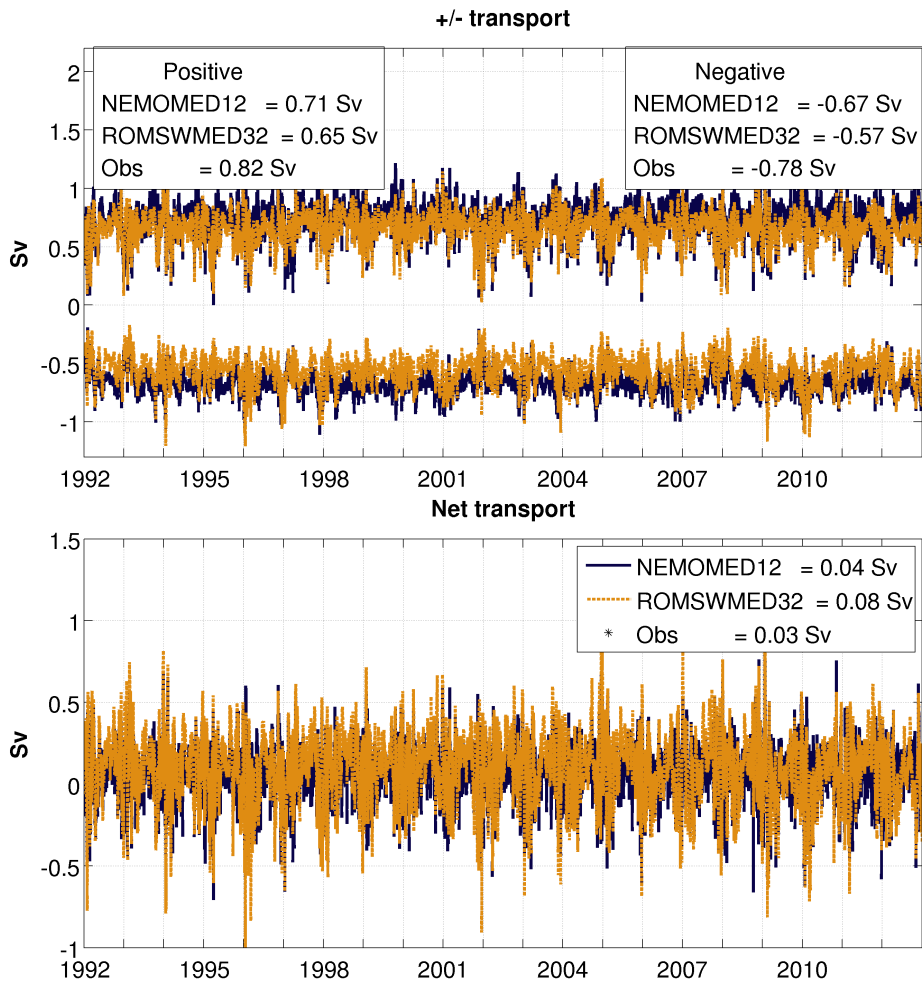 +/- transport
Positive
NEMOMED12 = 0.71 Sv
ROMSWMED32 = 0.65 Sv
Obs = 0.82 Sv
Negative
NEMOMED12 = -0.67 Sv
ROMSWMED32 = -0.57 Sv
Obs = -0.78 Sv
2
1.5
1
0.5
0
-0.5
-1
Sv
1992 1995 1998 2001 2004 2007 2010
Net transport
NEMOMED12 = 0.04 Sv
ROMSWMED32 = 0.08 Sv
* Obs = 0.03 Sv
1.5
1
0.5
0
-0.5
-1
Sv
1992 1995 1998 2001 2004 2007 2010